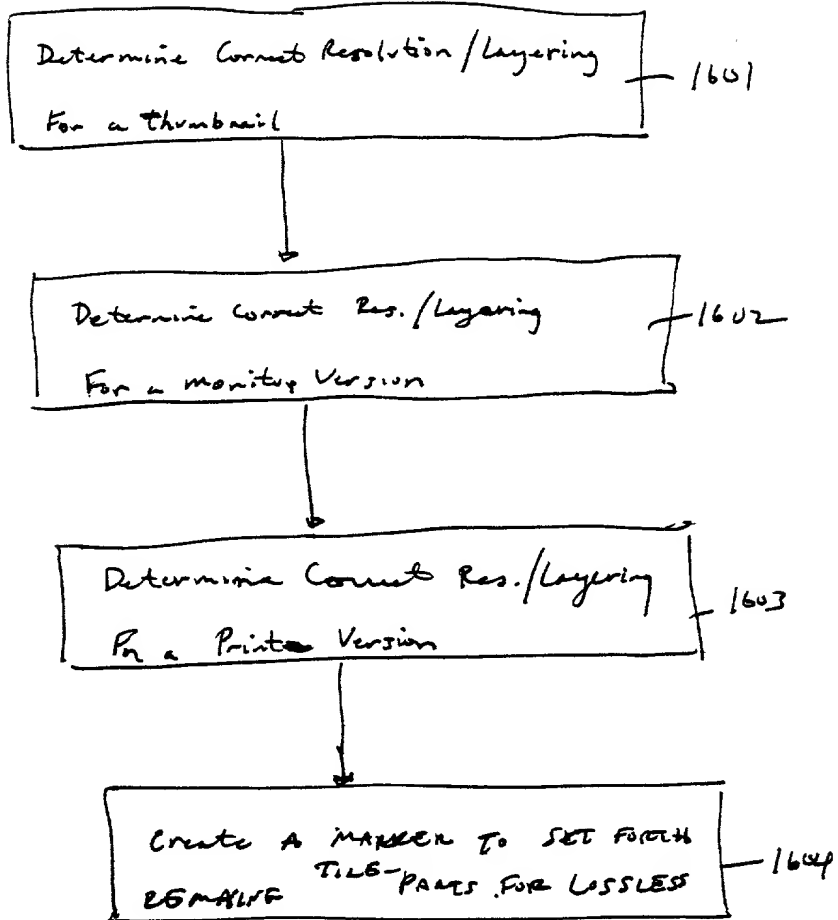 Determine Correct Resolution/Layering
1601
For a thumbnail
Determine Correct Res./Layering
1602
For a Monitor Version
Determine Correct Res./Layering
1603
For a Print Version
Create A MARKER TO SET FORTH
1604
TILE-PARTS FOR LOSSLESS